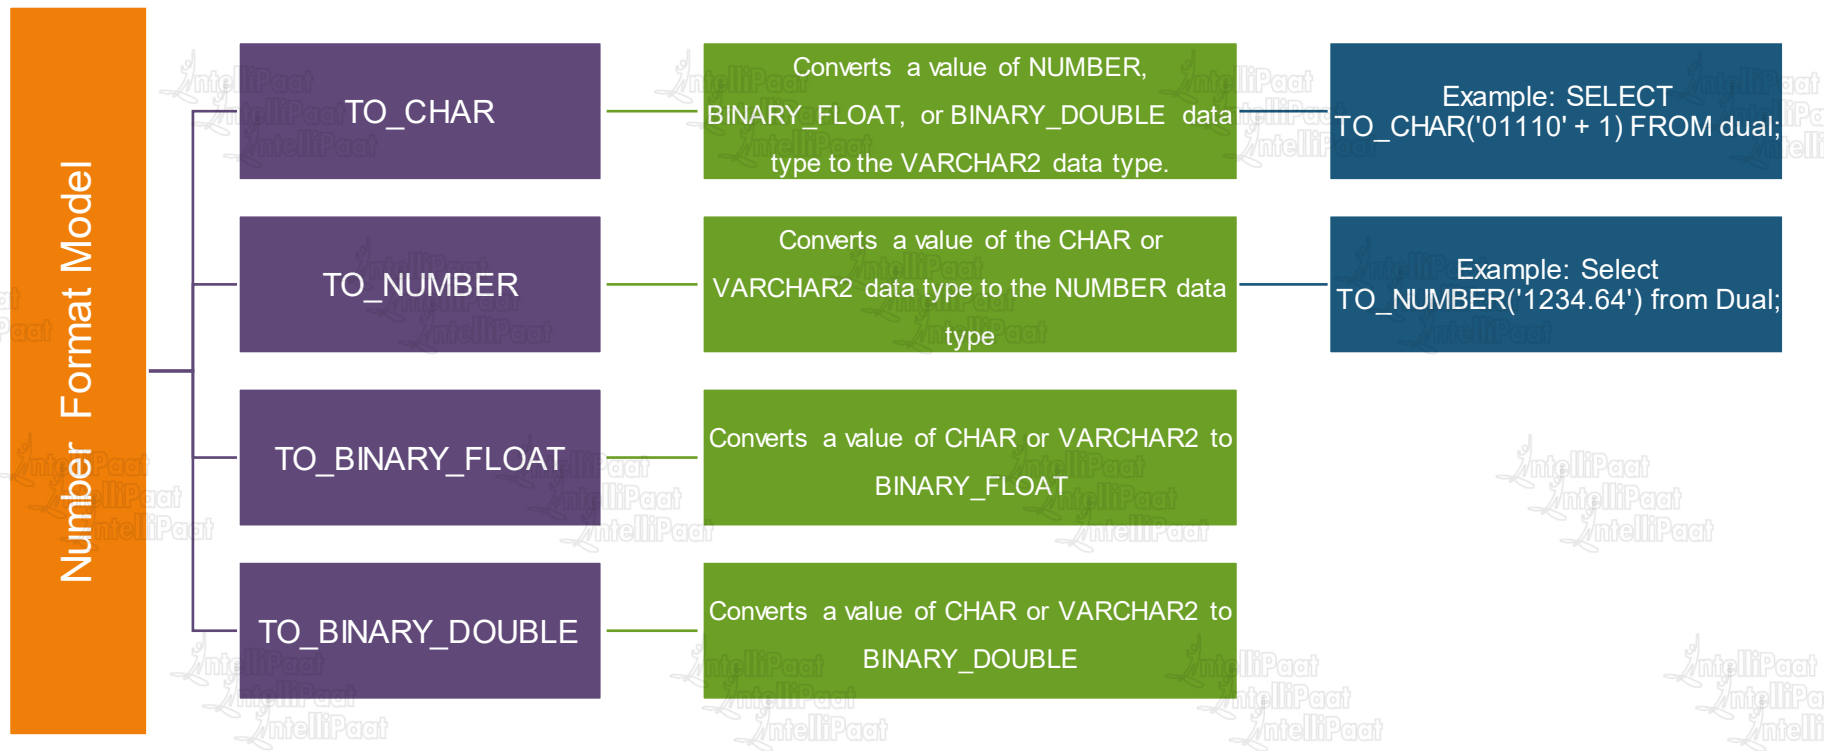 Number Format Model
TO_CHAR
Converts a value of NUMBER,
BINARY_FLOAT, or BINARY_DOUBLE data
type to the VARCHAR2 data type.
Example: SELECT
TO_CHAR('01110' + 1) FROM dual;
TO_NUMBER
Converts a value of the CHAR or
VARCHAR2 data type to the NUMBER data
type
Example: Select
TO_NUMBER('1234.64') from Dual;
TO_BINARY_FLOAT
Converts a value of CHAR or VARCHAR2 to
BINARY_FLOAT
TO_BINARY_DOUBLE
Converts a value of CHAR or VARCHAR2 to
BINARY_DOUBLE
IntelliPaat
IntelliPaat
IntelliPaat